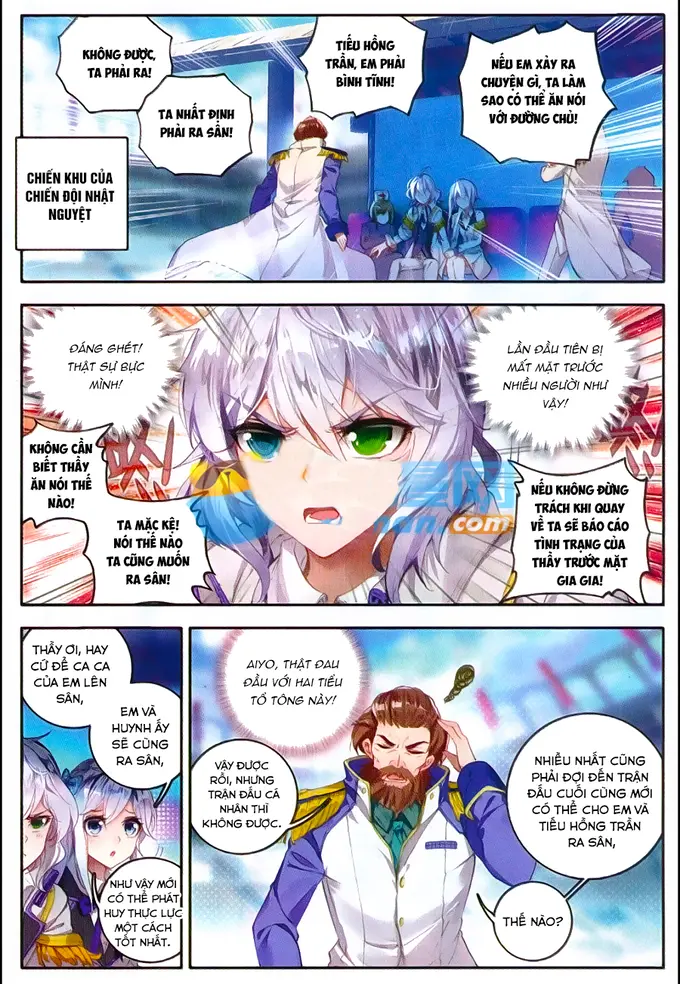 KHÔNG ĐƯỢC,
TA PHẢI RA!
TA NHẤT ĐỊNH
PHẢI RA SÂN!
TIẾU HỒNG
TRẦN, EM PHẢI
BÌNH TĨNH!
NẾU EM XẢY RA
CHUYỆN GÌ, TA LÀM
SAO CÓ THỂ ĂN NÓI
VỚI ĐƯỜNG CHỦ!
CHIẾN KHU CỦA
CHIẾN ĐỘI NHẬT
NGUYỆT
ĐÁNG GHÉT!
THẬT SỰ BỰC
MÌNH!
LẦN ĐẦU TIÊN BỊ
MẤT MẶT TRƯỚC
NHIỀU NGƯỜI NHƯ
VẬY!
KHÔNG CẦN
BIẾT THẦY
ĂN NÓI THẾ
NÀO!
TA MẶC KỆ!
NÓI THẾ NÀO
TA CŨNG MUỐN
RA SÂN!
NẾU KHÔNG ĐỪNG
TRÁCH KHI QUAY
VỀ TA SẼ BÁO CÁO
TÌNH TRẠNG CỦA
THẦY TRƯỚC MẶT
GIA GIA!
.com
THẦY ƠI, HAY
CỨ ĐỂ CA CA
CỦA EM LÊN
SÂN,
EM VÀ
HUYNH ẤY
SẼ CÙNG
RA SÂN,
NHƯ VẬY MỚI
CÓ THỂ PHÁT
HUY THỰC LỰC
MỘT CÁCH
TỐT NHẤT.
AIYO, THẬT ĐAU
ĐẦU VỚI HAI TIỂU
TỔ TÔNG NÀY!
VẬY ĐƯỢC
RỒI, NHƯNG
TRẬN ĐẤU CÁ
NHÂN THÌ
KHÔNG ĐƯỢC.
NHIỀU NHẤT CŨNG
PHẢI ĐỢI ĐẾN TRẬN
ĐẤU CUỐI CÙNG MỚI
CÓ THỂ CHO EM VÀ
TIẾU HỒNG TRẦN
RA SÂN,
THẾ NÀO?